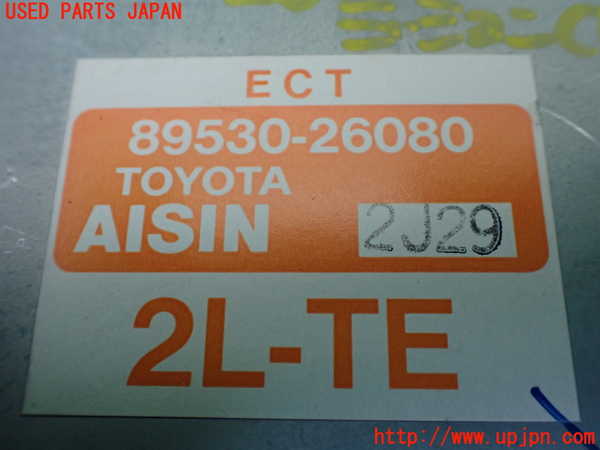 USED PARTS JAPAN
ECT
89530-26080
TOYOTA
AISIN 2J29
2L-TE
http://www.upjpn.com/